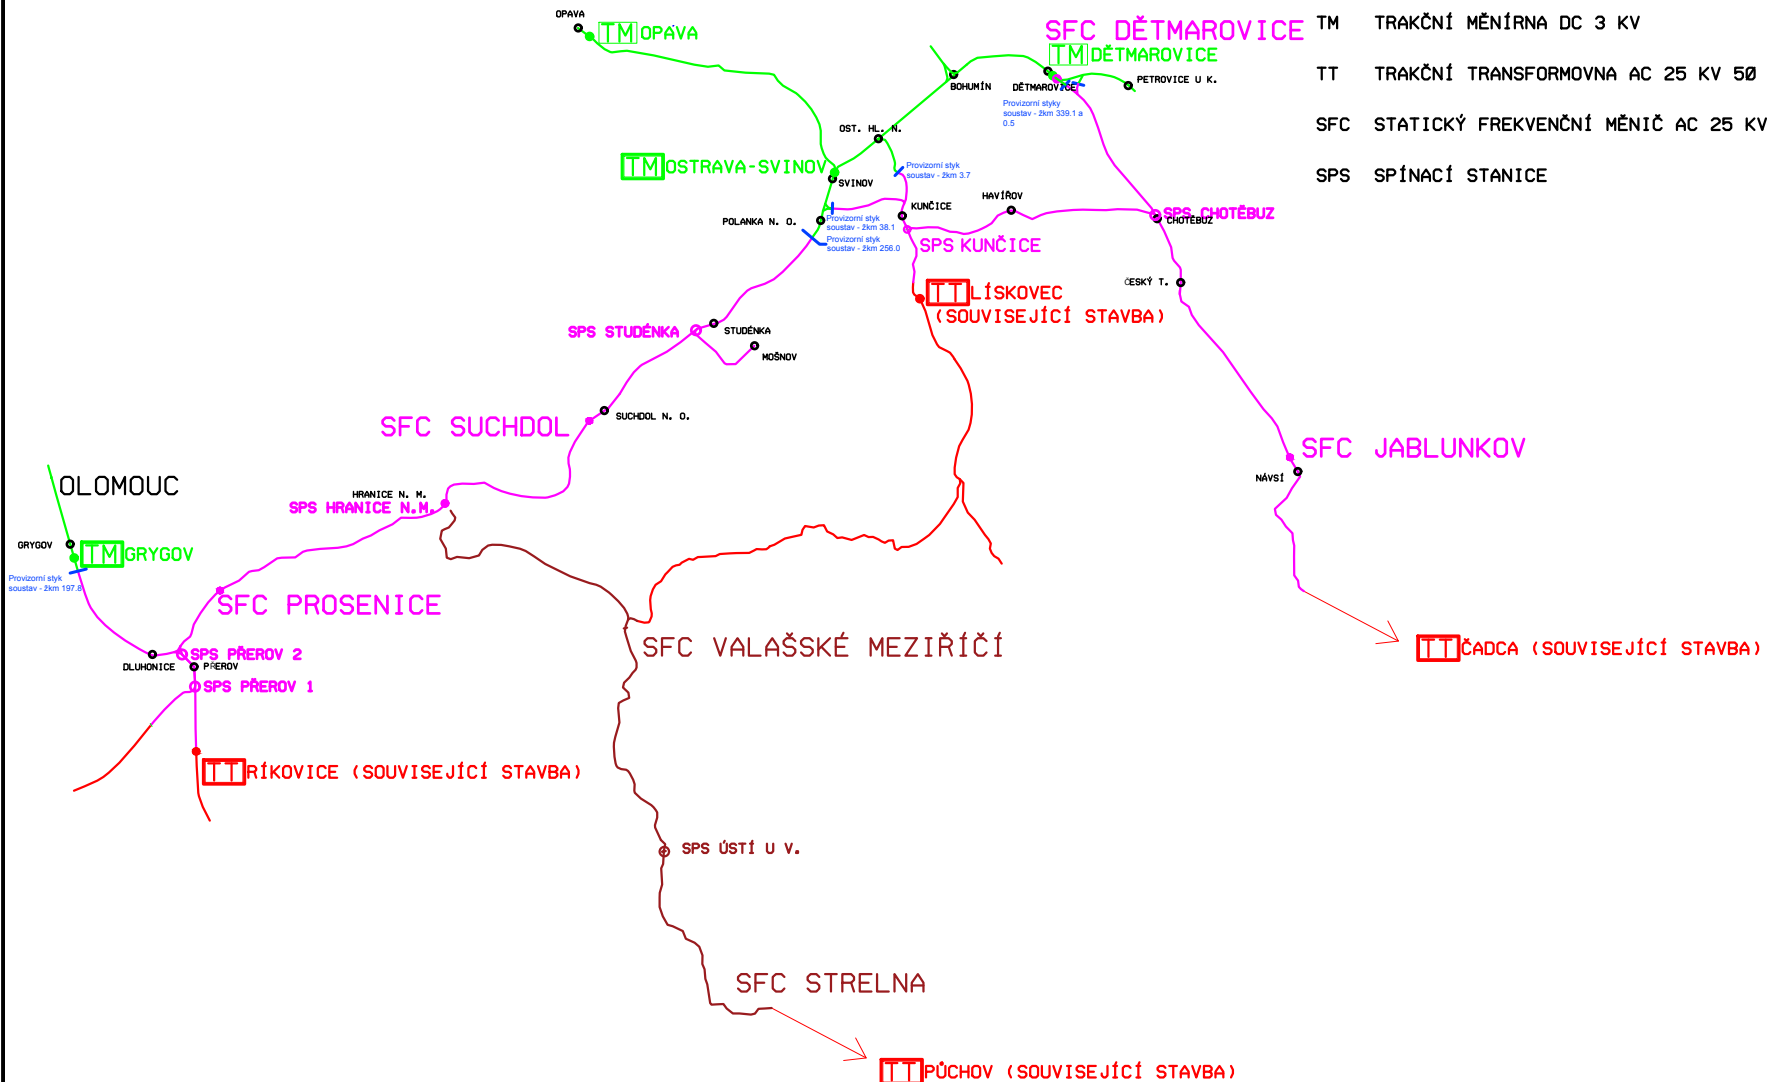 OPAVA
TM OPAVA
SFC DĚTMAROVICE
TM DĚTMAROVICE
TM TRAKČNÍ MĚNÍRNA DC 3 KV
TT TRAKČNÍ TRANSFORMOVNA AC 25 KV 50
SFC STATICKÝ FREKVENČNÍ MĚNIČ AC 25 KV
SPS SPÍNACÍ STANICE
BOHUMÍN
DĚTMAROVICE
PETROVICE U K.
Provizorní styky
soustav - žkm 339.1 a
0.5
OST. HL. N.
TM OSTRAVA-SVINOV
SVINOV
Provizorní styk
soustav - žkm 3.7
HAVÍŘOV
KUNČICE
POLANKA N. O.
Provizorní styk
soustav - žkm 38.1
Provizorní styk
soustav - žkm 256.0
SPS CHOTĚBUZ
CHOTĚBUZ
SPS KUNČICE
ČESKÝ T.
TT LÍSKOVEC
(SOUVISEJÍCÍ STAVBA)
SPS STUDÉNKA
STUDÉNKA
MOŠNOV
SFC SUCHDOL
SUCHDOL N. O.
SFC JABLUNKOV
NÁVSÍ
OLOMOUC
HRANICE N. M.
SPS HRANICE N.M.
GRYGOV
TM GRYGOV
Provizorní styk
soustav - žkm 197.8
SFC PROSENICE
SFC VALAŠSKÉ MEZIŘÍČÍ
TT ČADCA (SOUVISEJÍCÍ STAVBA)
SPS PŘEROV 2
DLUHONICE
PŘEROV
SPS PŘEROV 1
TT RÍKOVICE (SOUVISEJÍCÍ STAVBA)
SPS ÚSTÍ U V.
SFC STRELNA
TT PŮCHOV (SOUVISEJÍCÍ STAVBA)